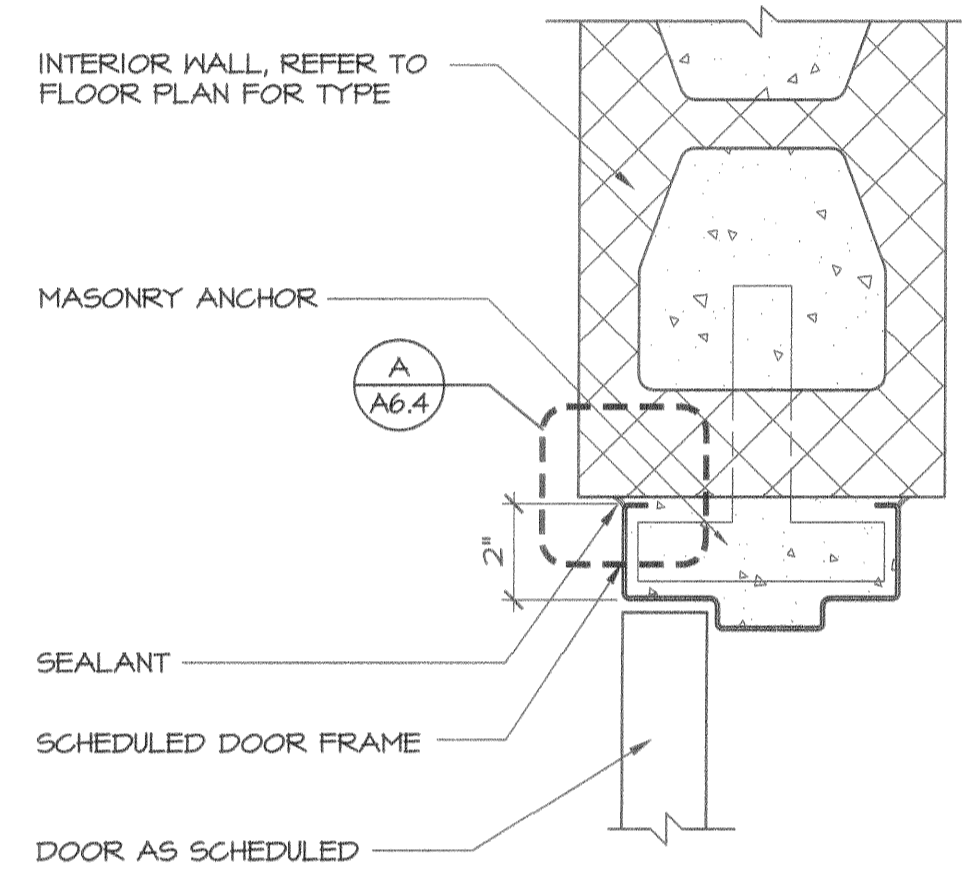 INTERIOR WALL, REFER TO
FLOOR PLAN FOR TYPE
MASONRY ANCHOR
A
A6.4
2"
SEALANT
SCHEDULED DOOR FRAME
DOOR AS SCHEDULED